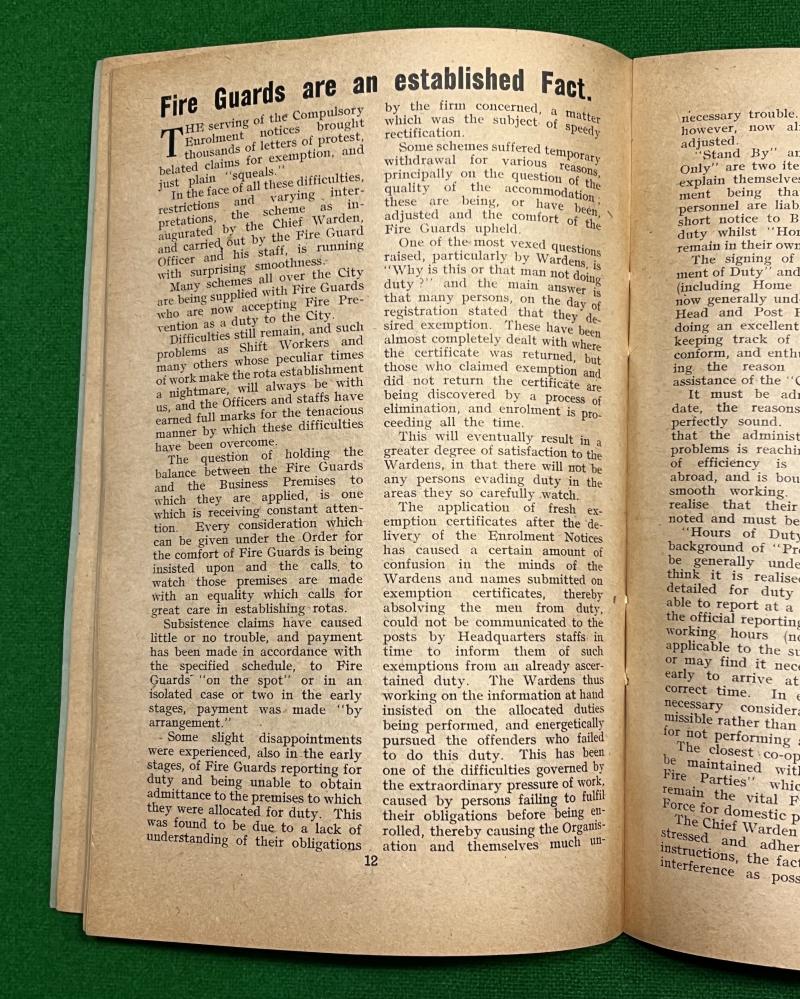 Fire Guards are an established Fact.
THE serving of the Compulsory
Enrolment notices brought
thousands of letters of protest,
belated claims for exemption, and
just plain "squeals."
In the face of all these difficulties,
restrictions and varying inter-
pretations, the scheme as in-
augurated by the Chief Warden,
and carried out by the Fire Guard
Officer and his staff, is running
with surprising smoothness.
Many schemes all over the City
are being supplied with Fire Guards
who are now accepting Fire Pre-
vention as a duty to the City.
Difficulties still remain, and such
problems as Shift Workers and
many others whose peculiar times
of work make the rota establishment
a nightmare, will always be with
us, and the Officers and staffs have
earned full marks for the tenacious
manner by which these difficulties
have been overcome.
The question of holding the
balance between the Fire Guards
and the Business Premises to
which they are applied, is one
which is receiving constant atten-
tion. Every consideration which
can be given under the Order for
the comfort of Fire Guards is being
insisted upon and the calls to
watch those premises are made
with an equality which calls for
great care in establishing rotas.
Subsistence claims have caused
little or no trouble, and payment
has been made in accordance with
the specified schedule, to Fire
Guards "on the spot" or in an
isolated case or two in the early
stages, payment was made "by
arrangement."
Some slight disappointments
were experienced, also in the early
stages, of Fire Guards reporting for
duty and being unable to obtain
admittance to the premises to which
they were allocated for duty. This
was found to be due to a lack of
understanding of their obligations
by the firm concerned, a matter
which was the subject of speedy
rectification.
Some schemes suffered temporary
withdrawal for various reasons,
principally on the question of the
quality of the accommodation;
these are being, or have been,
adjusted and the comfort of the
Fire Guards upheld.
One of the most vexed questions
raised, particularly by Wardens, is
"Why is this or that man not doing
duty?" and the main answer is
that many persons, on the day of
registration stated that they de-
sired exemption. These have been
almost completely dealt with where
the certificate was returned, but
those who claimed exemption and
did not return the certificate are
being discovered by a process of
elimination, and enrolment is pro-
ceeding all the time.
This will eventually result in a
greater degree of satisfaction to the
Wardens, in that there will not be
any persons evading duty in the
areas they so carefully watch.
The application of fresh ex-
emption certificates after the de-
livery of the Enrolment Notices
has caused a certain amount of
confusion in the minds of the
Wardens and names submitted on
exemption certificates, thereby
absolving the men from duty,
could not be communicated to the
posts by Headquarters staffs in
time to inform them of such
exemptions from an already ascer-
tained duty. The Wardens thus
working on the information at hand
insisted on the allocated duties
being performed, and energetically
pursued the offenders who failed
to do this duty. This has been
one of the difficulties governed by
the extraordinary pressure of work,
caused by persons failing to fulfil
their obligations before being en-
rolled, thereby causing the Organis-
ation and themselves much un-
12
necessary trouble.
however, now
adjusted.
"Stand By"
Only" are two
explain themselves
ment being
personnel are
short notice to
duty whilst
remain in their own
The signing of
ment of Duty" and
(including Home
now generally
Head and Post
doing an excellent
keeping track of
conform, and
ing the reason
assistance of the
It must be
date, the reasons
perfectly sound.
that the
problems is
of efficiency is
abroad, and is
smooth working.
realise that their
noted and must be
"Hours of Duty
background of
be generally
think it is
detailed for duty
able to report at a
the official reporting
working hours
applicable to the
or may find it
early to arrive at
correct time. In
necessary
missible rather than
for not performing
The closest
be maintained
Fire Parties"
remain the vital
Force for domestic
The Chief Warden
stressed and
instructions, the
interference as